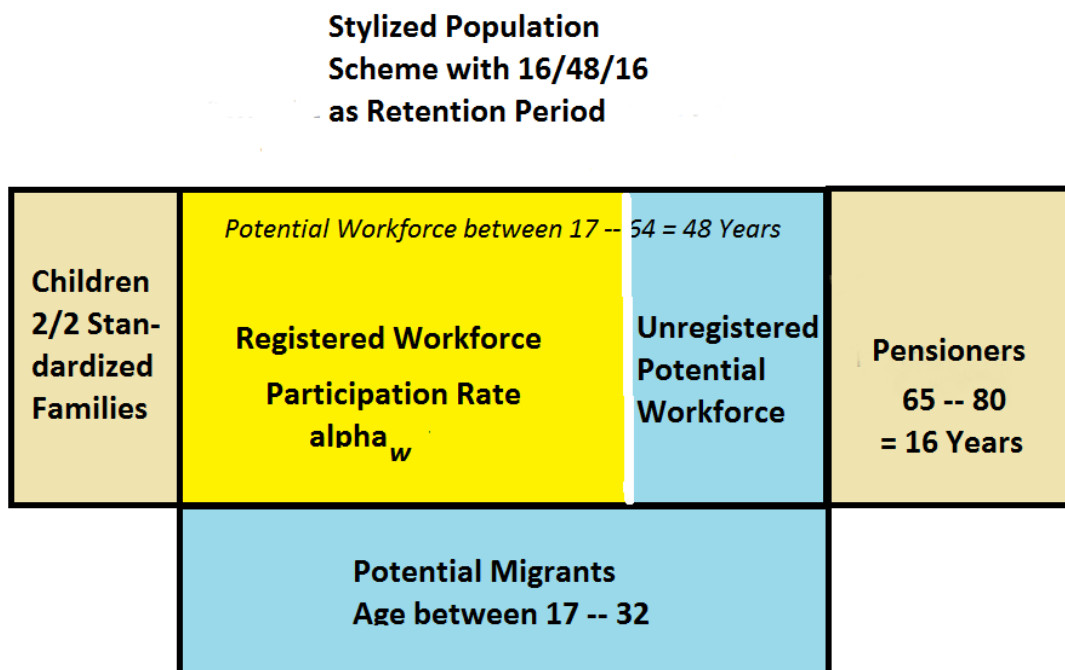 Stylized Population
Scheme with 16/48/16
as Retention Period
Potential Workforce between 17 -- 64 = 48 Years
Children
2/2 Stan-
dardized
Families
Registered Workforce
Participation Rate
alpha w
Unregistered
Potential
Workforce
Pensioners
65 -- 80
= 16 Years
Potential Migrants
Age between 17 -- 32